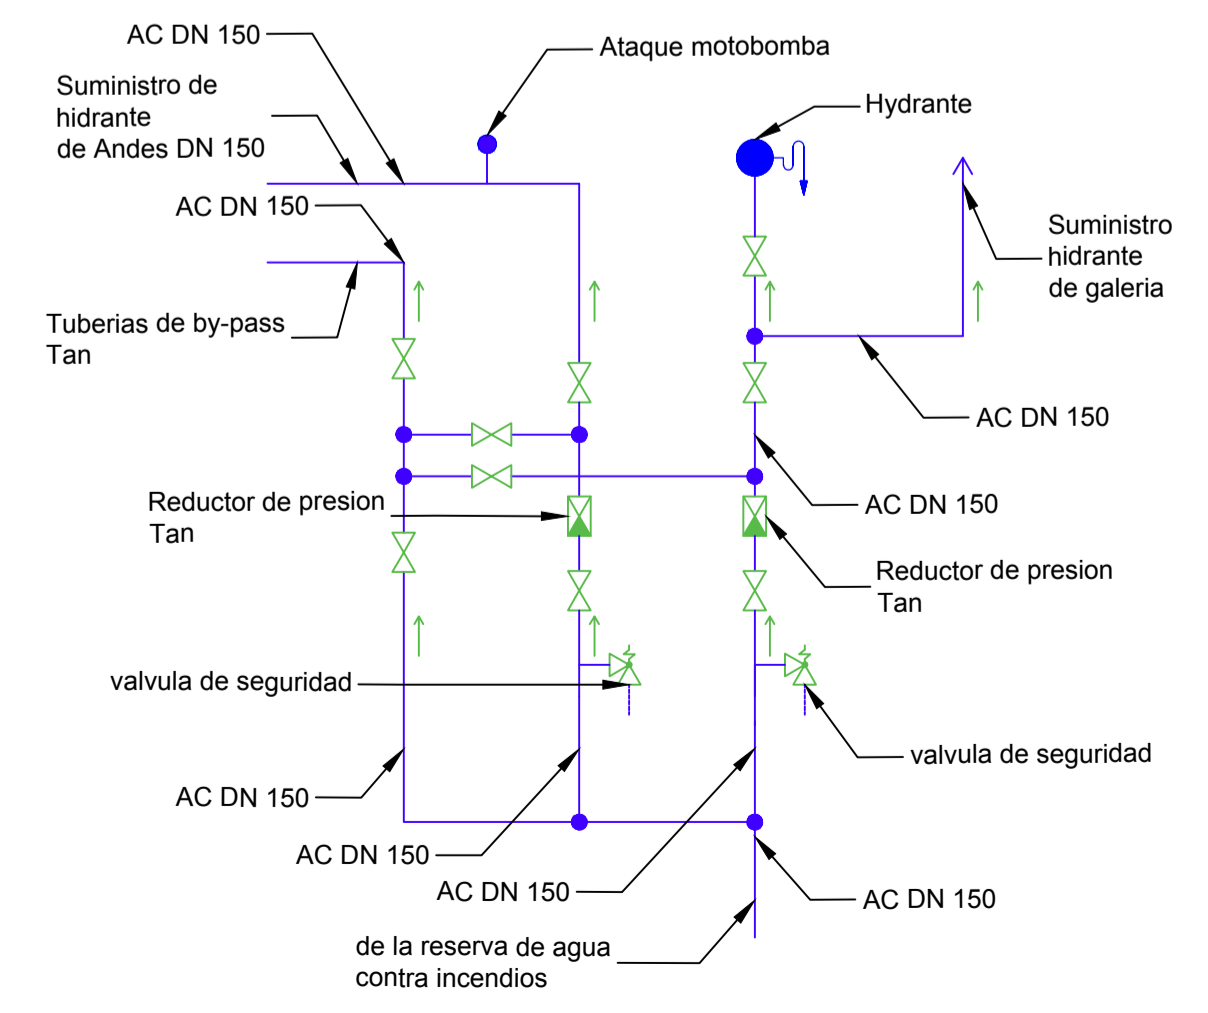 AC DN 150
Ataque motobomba
Suministro de
hidrante
de Andes DN 150
Hydrante
AC DN 150
Suministro
hidrante
de galeria
Tuberias de by-pass
Tan
AC DN 150
Reductor de presion
Tan
AC DN 150
Reductor de presion
Tan
valvula de seguridad
valvula de seguridad
AC DN 150
AC DN 150
AC DN 150
AC DN 150
de la reserva de agua
contra incendios